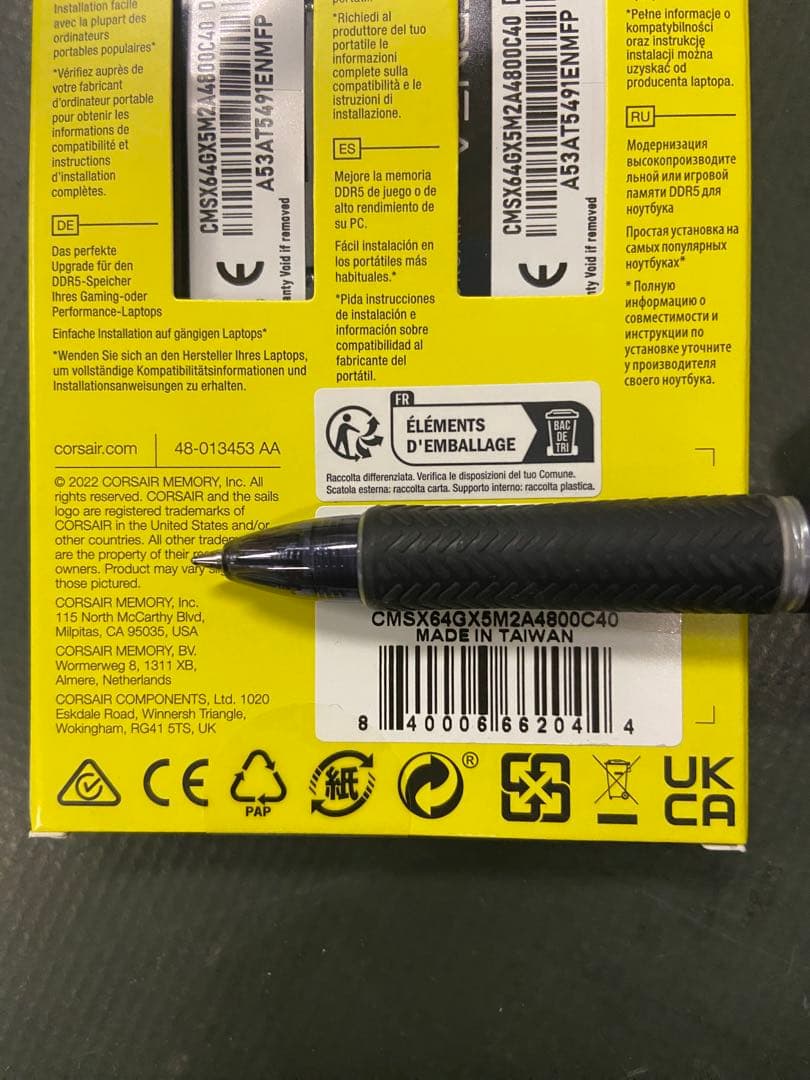 Installation facile
avec la plupart des
ordinateurs
portables populaires*
*Vérifiez auprès de
votre fabricant
d'ordinateur portable
pour obtenir les
informations de
compatibilité et
instructions
d'installation
complètes.
DE
Das perfekte
Upgrade für den
DDR5-Speicher
Ihres Gaming-oder
Performance-Laptops
Einfache Installation auf gängigen Laptops*
*Wenden Sie sich an den Hersteller Ihres Laptops,
um vollständige Kompatibilitätsinformationen und
Installationsanweisungen zu erhalten.
CMSX64GX5M2A4800C40
A53AT5491ENMFP
CE
Void if removed
*Richiedi al
produttore del tuo
portatile le
informazioni
complete sulla
compatibilità e le
istruzioni di
installazione.
ES
Mejore la memoria
DDR5 de juego o de
alto rendimiento de
su PC.
Fácil instalación en
los portátiles más
habituales.*
*Pida instrucciones
de instalación e
información sobre
compatibilidad al
fabricante del
portátil.
CMSX64GX5M2A4800C40
A53AT5491ENMFP
CE
Void if removed
*Pełne informacje o
kompatybilności
oraz instrukcję
instalacji można
uzyskać od
producenta laptopa.
RU
Модернизация
высокопроизводите
льной или игровой
памяти DDR5 для
ноутбука
Простая установка на
самых популярных
ноутбуках*
* Полную
информацию о
совместимости и
инструкции по
установке уточните
у производителя
своего ноутбука.
corsair.com 48-013453 AA
© 2022 CORSAIR MEMORY, Inc. All
rights reserved. CORSAIR and the sails
logo are registered trademarks of
CORSAIR in the United States and/or
other countries. All other
are the property of their
owners. Product may vary
those pictured.
CORSAIR MEMORY, Inc.
115 North McCarthy Blvd,
Milpitas, CA 95035, USA
CORSAIR MEMORY, BV.
Wormerweg 8, 1311 XB,
Almere, Netherlands
CORSAIR COMPONENTS, Ltd. 1020
Eskdale Road, Winnersh Triangle,
Wokingham, RG41 5TS, UK
FR
ÉLÉMENTS
D'EMBALLAGE
BAC
DE
TRI
Raccolta differenziata. Verifica le disposizioni del tuo Comune.
Scatola esterna: raccolta carta. Supporto interno: raccolta plastica.
CMSX64GX5M2A4800C40
MADE IN TAIWAN
8 40006 66204 4
CE
PAP
紙
®
UK
CA